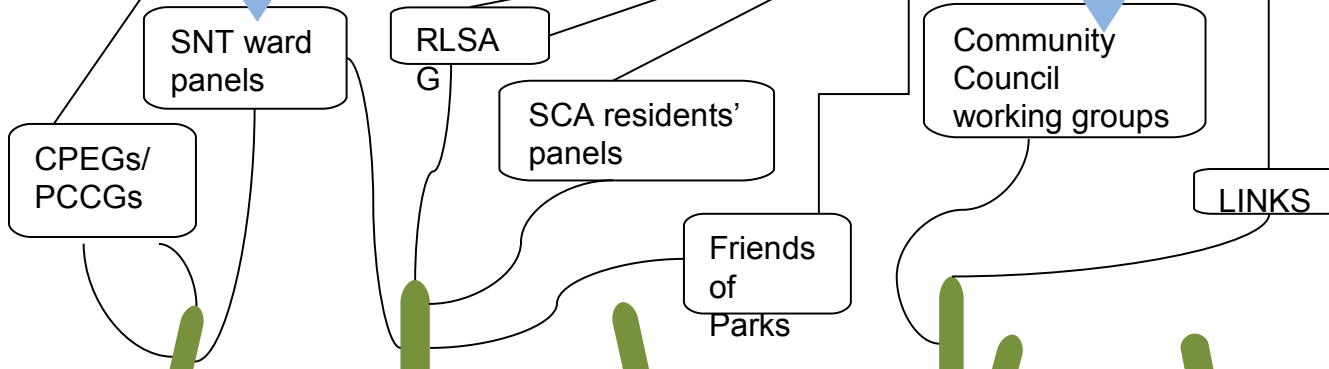 SNT ward
panels
RLSA
G
Community
Council
working groups
SCA residents’
panels
CPEGs/
PCCGs
LINKS
Friends
of
Parks